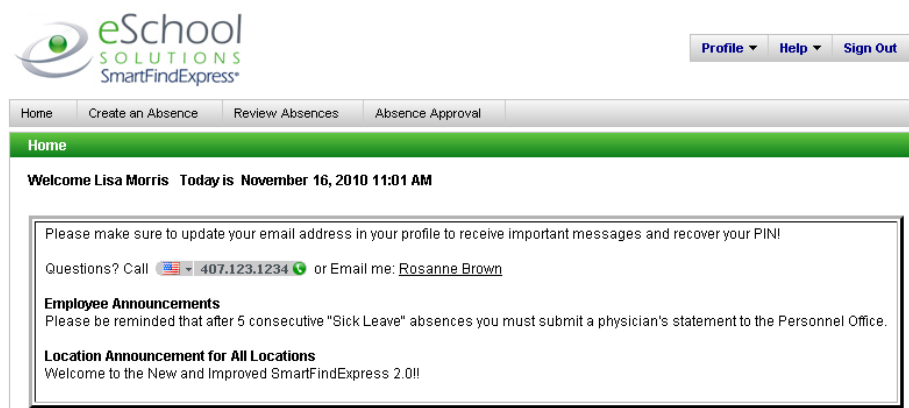 eSchool
SOLUTIONS
SmartFindExpress*
Profile Help Sign Out
Home Create an Absence Review Absences Absence Approval
Home
Welcome Lisa Morris Today is November 16, 2010 11:01 AM
Please make sure to update your email address in your profile to receive important messages and recover your PIN!
Questions? Call 407.123.1234 or Email me: Rosanne Brown
Employee Announcements
Please be reminded that after 5 consecutive "Sick Leave" absences you must submit a physician's statement to the Personnel Office.
Location Announcement for All Locations
Welcome to the New and Improved SmartFindExpress 2.0!!